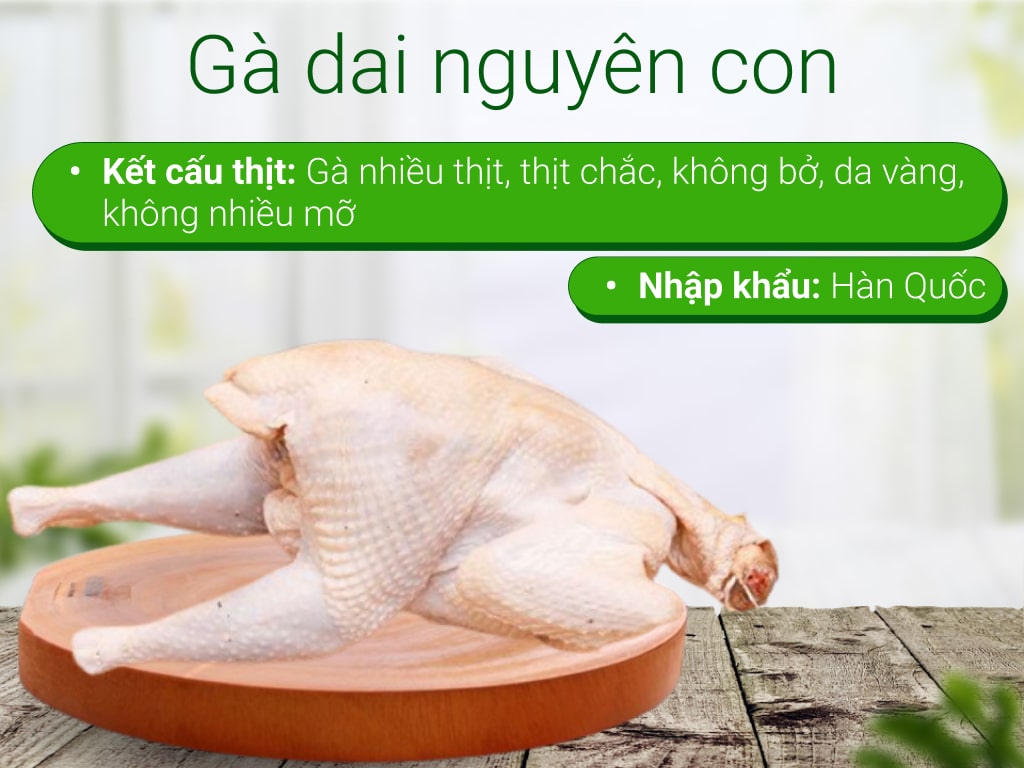 Gà dai nguyên con
• Kết cấu thịt: Gà nhiều thịt, thịt chắc, không bở, da vàng,
không nhiều mỡ
• Nhập khẩu: Hàn Quốc